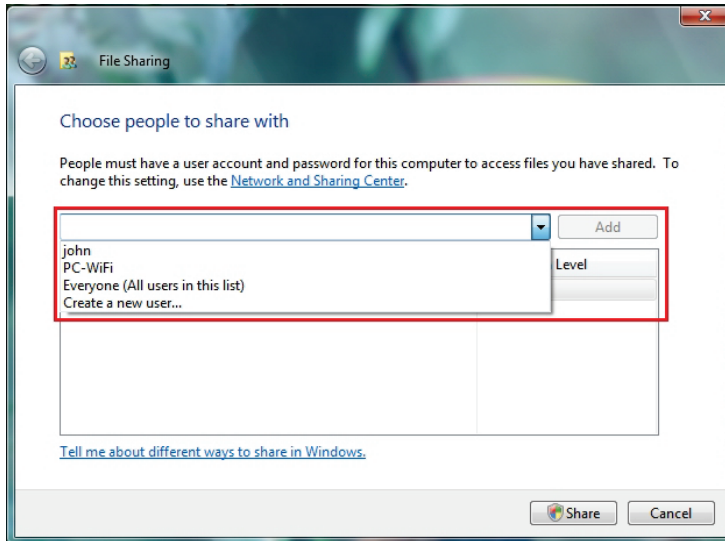 File Sharing
Choose people to share with
People must have a user account and password for this computer to access files you have shared. To
change this setting, use the Network and Sharing Center.
Add
john
PC-WiFi
Everyone (All users in this list)
Create a new user...
Level
Tell me about different ways to share in Windows.
Share
Cancel